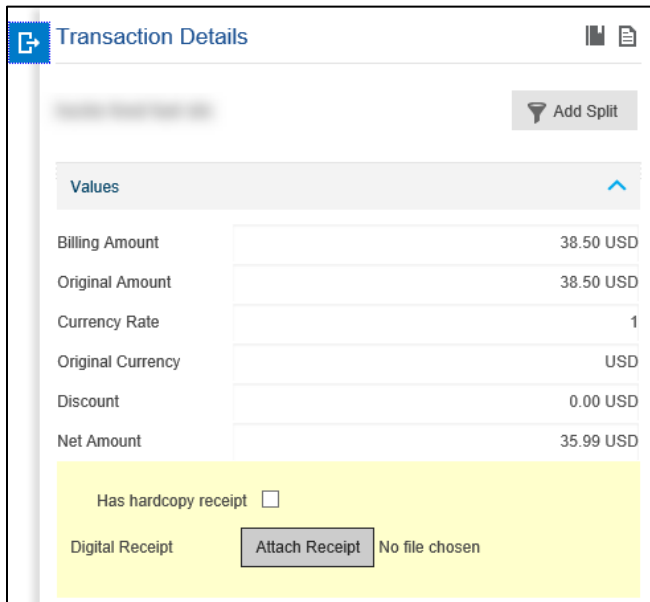 Transaction Details
Add Split
Values
Billing Amount 38.50 USD
Original Amount 38.50 USD
Currency Rate 1
Original Currency USD
Discount 0.00 USD
Net Amount 35.99 USD
Has hardcopy receipt
Digital Receipt Attach Receipt No file chosen